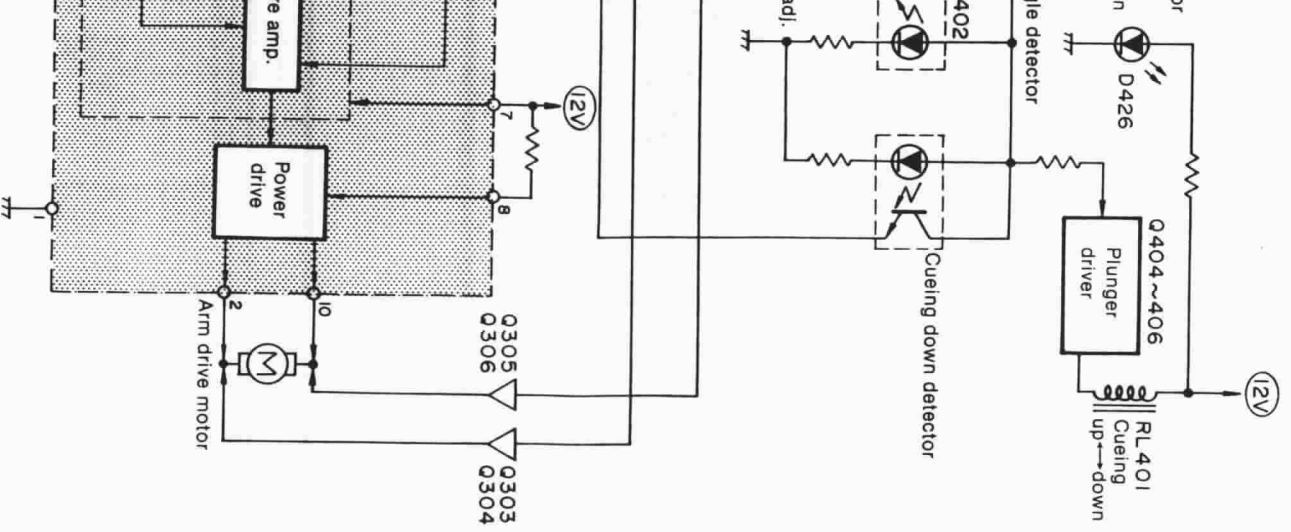 re amp.
Power
drive
12V
7
8
1
2
10
Arm drive motor
M
Q305
Q306
Q303
Q304
402
adj.
gle detector
Cueing down detector
or
n
D426
Q404~406
Plunger
driver
12V
RL401
Cueing
up↔down